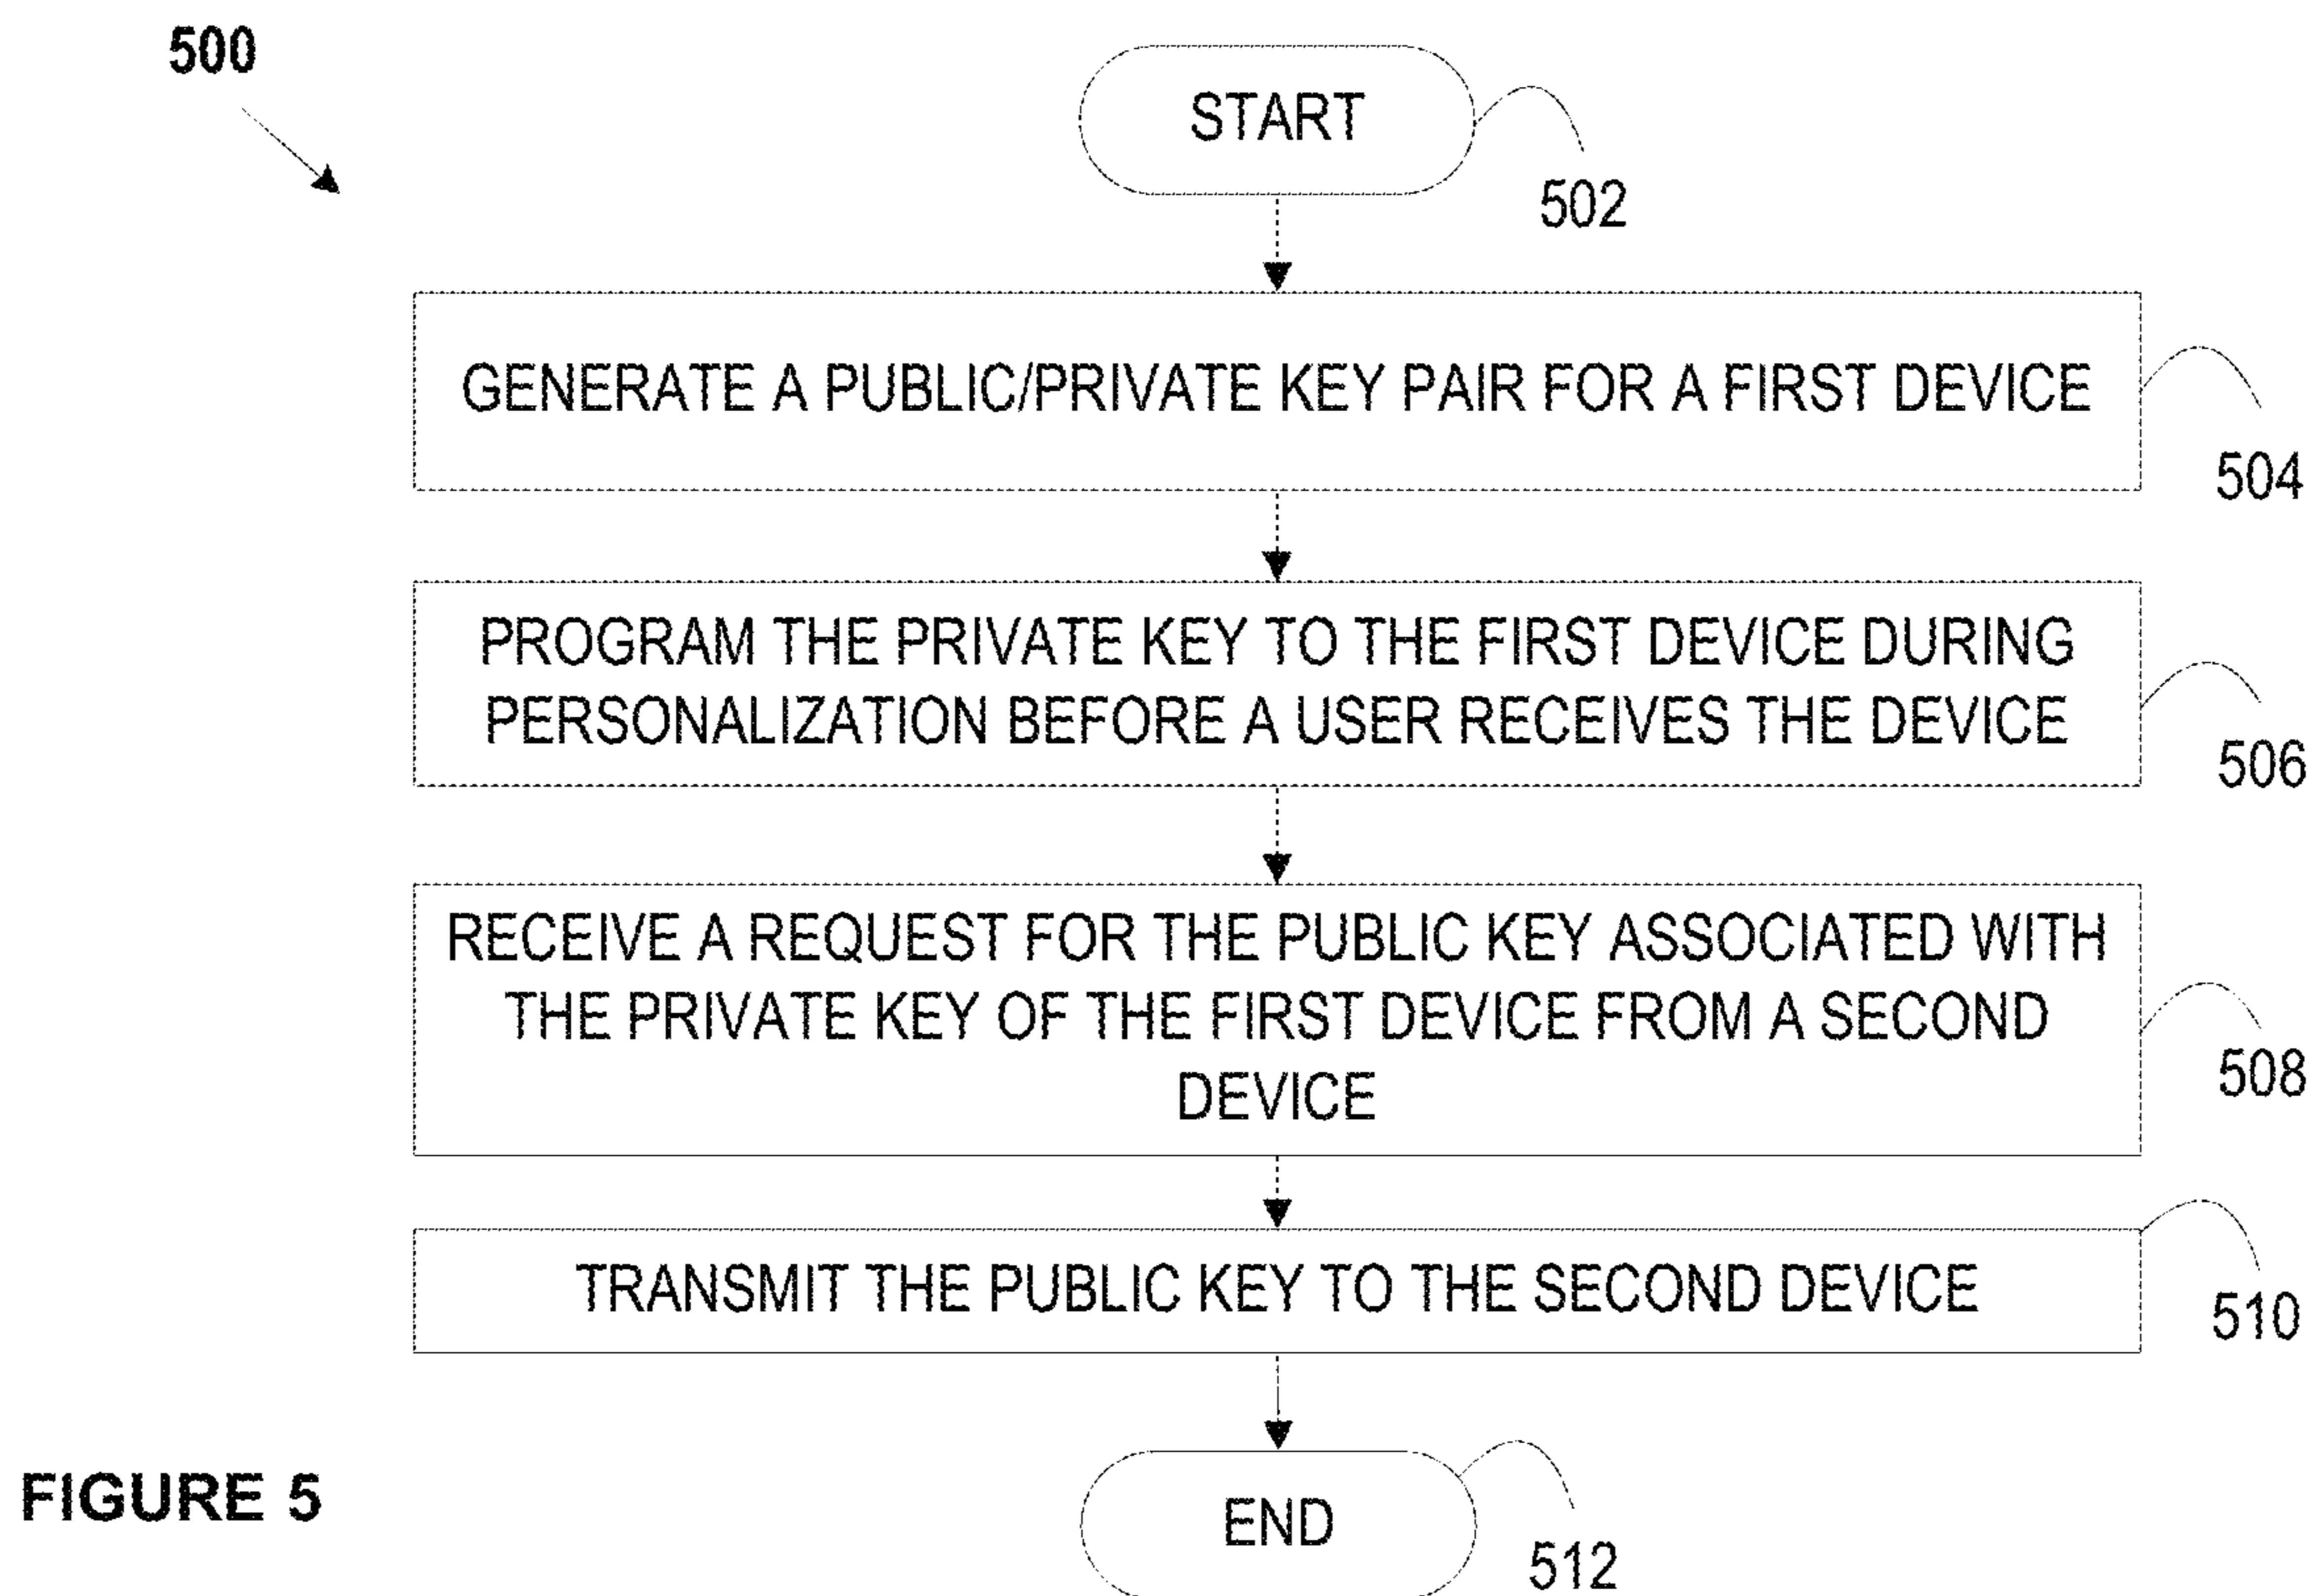 500
START
502
GENERATE A PUBLIC/PRIVATE KEY PAIR FOR A FIRST DEVICE
504
PROGRAM THE PRIVATE KEY TO THE FIRST DEVICE DURING
PERSONALIZATION BEFORE A USER RECEIVES THE DEVICE
506
RECEIVE A REQUEST FOR THE PUBLIC KEY ASSOCIATED WITH
THE PRIVATE KEY OF THE FIRST DEVICE FROM A SECOND
DEVICE
508
TRANSMIT THE PUBLIC KEY TO THE SECOND DEVICE
510
END
512
FIGURE 5